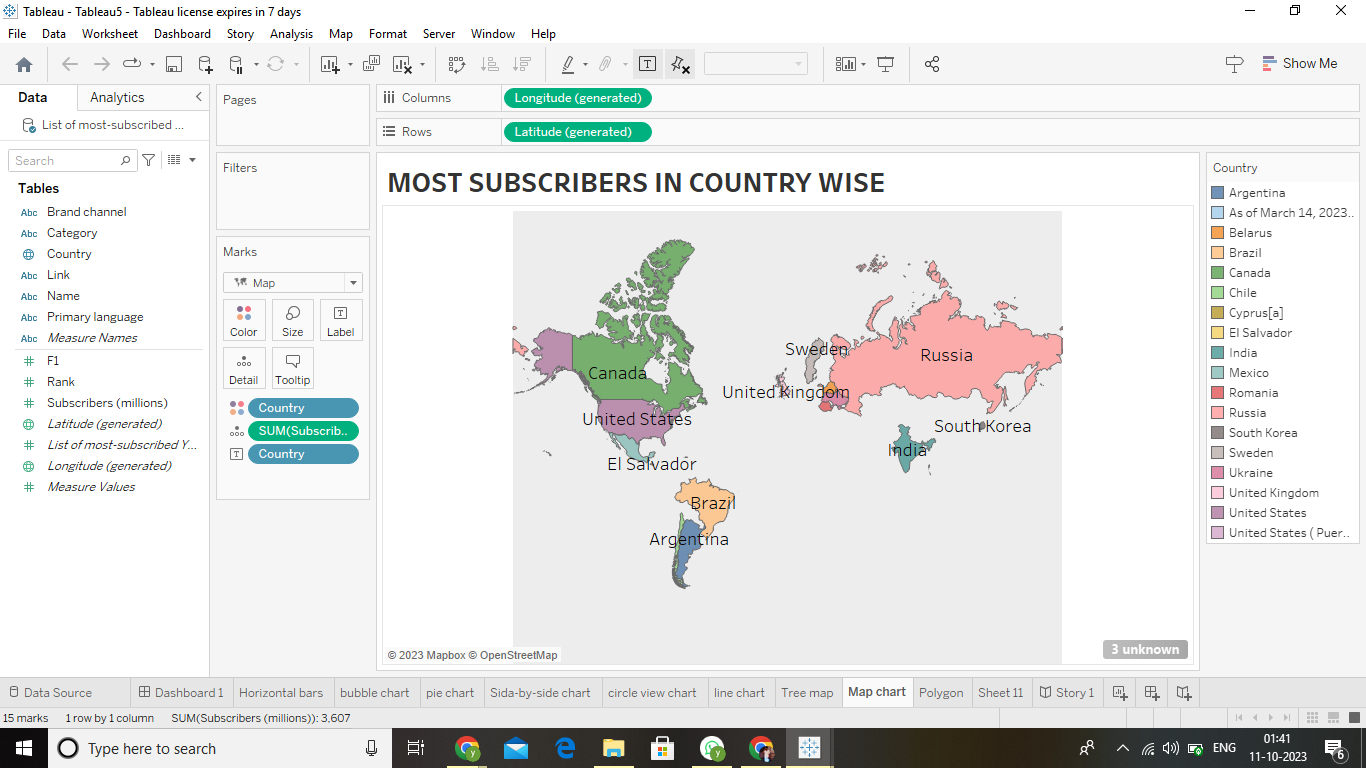 Tableau - Tableau5 - Tableau license expires in 7 days
File Data Worksheet Dashboard Story Analysis Map Format Server Window Help
Show Me
Data Analytics
List of most-subscribed ...
Search
Tables
Abc Brand channel
Abc Category
Country
Abc Link
Abc Name
Abc Primary language
Abc Measure Names
F1
Rank
Subscribers (millions)
Latitude (generated)
List of most-subscribed Y...
Longitude (generated)
Measure Values
Pages
Filters
Marks
Map
Color Size Label
Detail Tooltip
Country
SUM(Subscrib..
Country
Columns Longitude (generated)
Rows Latitude (generated)
MOST SUBSCRIBERS IN COUNTRY WISE
Sweden
Russia
Canada
United Kingdom
United States
South Korea
India
El Salvador
Brazil
Argentina
© 2023 Mapbox © OpenStreetMap
3 unknown
Country
Argentina
As of March 14, 2023..
Belarus
Brazil
Canada
Chile
Cyprus[a]
El Salvador
India
Mexico
Romania
Russia
South Korea
Sweden
Ukraine
United Kingdom
United States
United States ( Puer..
Data Source Dashboard 1 Horizontal bars bubble chart pie chart Sida-by-side chart circle view chart line chart Tree map Map chart Polygon Sheet 11 Story 1
15 marks 1 row by 1 column SUM(Subscribers (millions)): 3,607
Type here to search
ENG
01:41
11-10-2023
6